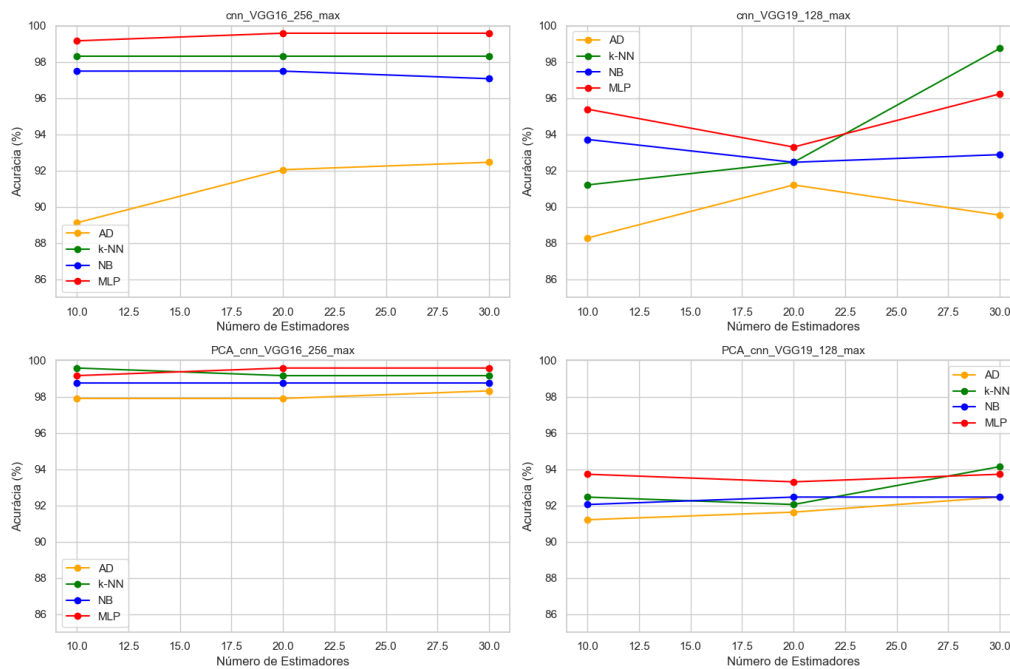 cnn_VGG16_256_max
100
98
96
94
92
90
88
86
Acurácia (%)
AD
k-NN
NB
MLP
10.0 12.5 15.0 17.5 20.0 22.5 25.0 27.5 30.0
Número de Estimadores
cnn_VGG19_128_max
100
98
96
94
92
90
88
86
Acurácia (%)
AD
k-NN
NB
MLP
10.0 12.5 15.0 17.5 20.0 22.5 25.0 27.5 30.0
Número de Estimadores
PCA_cnn_VGG16_256_max
100
98
96
94
92
90
88
86
Acurácia (%)
AD
k-NN
NB
MLP
10.0 12.5 15.0 17.5 20.0 22.5 25.0 27.5 30.0
Número de Estimadores
PCA_cnn_VGG19_128_max
100
98
96
94
92
90
88
86
Acurácia (%)
AD
k-NN
NB
MLP
10.0 12.5 15.0 17.5 20.0 22.5 25.0 27.5 30.0
Número de Estimadores